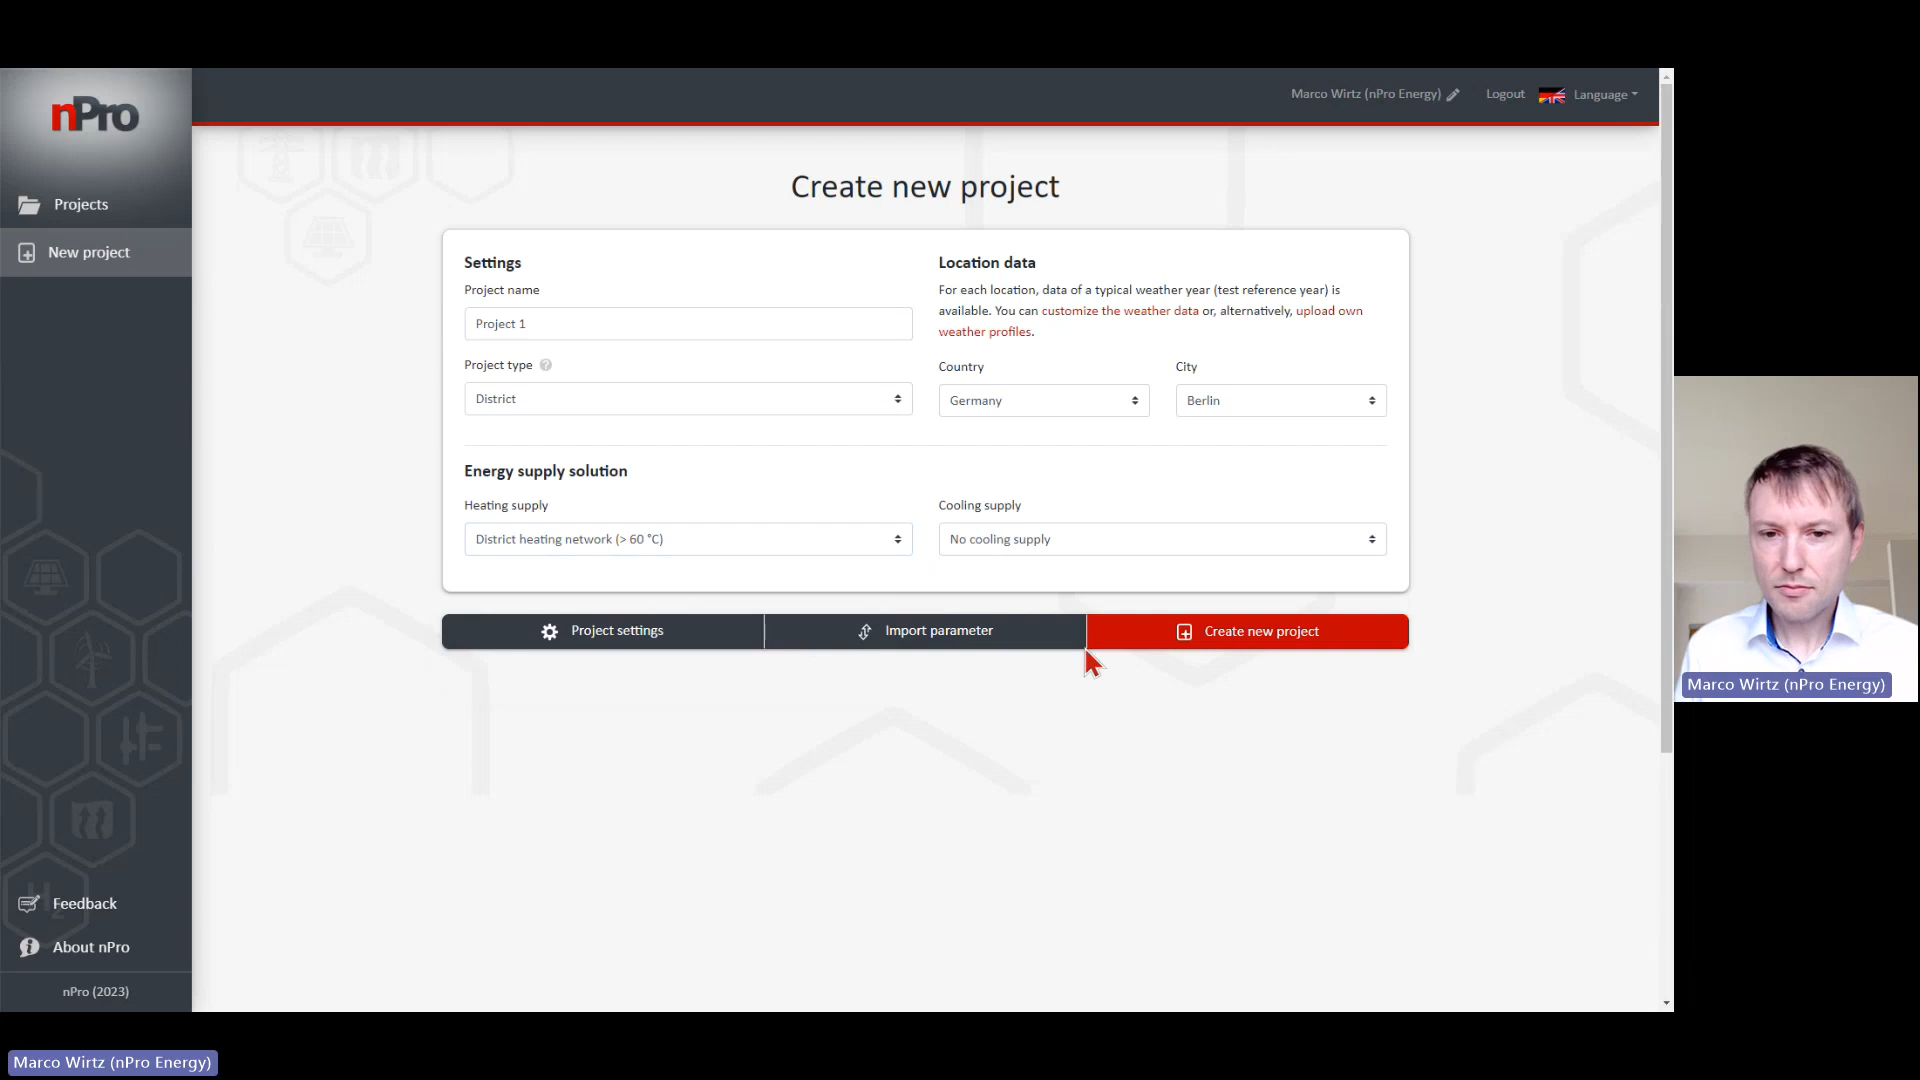 nPro
Marco Wirtz (nPro Energy)
Logout
Language
Projects
New project
Create new project
Settings
Project name
Project 1
Project type
?
District
Location data
For each location, data of a typical weather year (test reference year) is
available. You can customize the weather data or, alternatively, upload own
weather profiles.
Country
City
Germany
Berlin
Energy supply solution
Heating supply
Cooling supply
District heating network (> 60 °C)
No cooling supply
Project settings
Import parameter
Create new project
Marco Wirtz (nPro Energy)
H2
Feedback
About nPro
nPro (2023)
Marco Wirtz (nPro Energy)